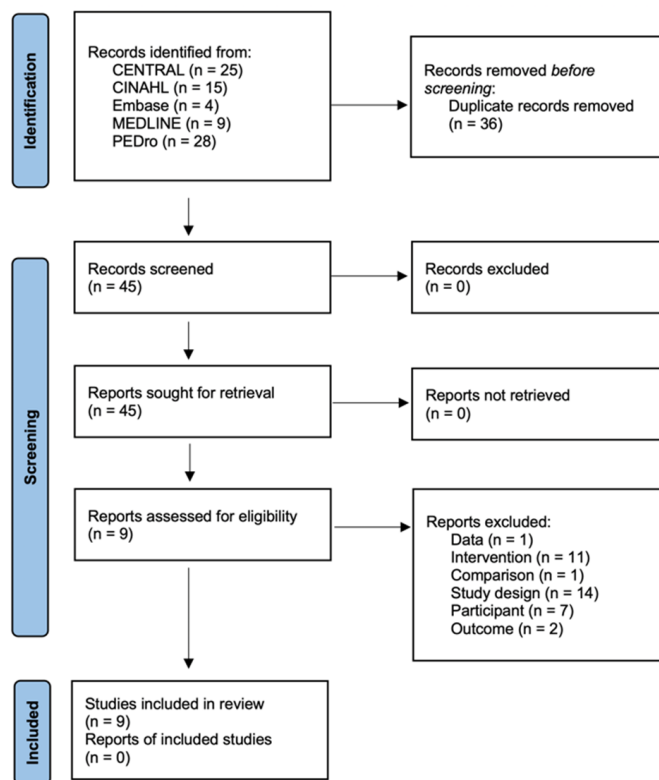 Identification
Records identified from:
CENTRAL (n = 25)
CINAHL (n = 15)
Embase (n = 4)
MEDLINE (n = 9)
PEDro (n = 28)
Records removed before
screening:
Duplicate records removed
(n = 36)
Screening
Records screened
(n = 45)
Records excluded
(n = 0)
Reports sought for retrieval
(n = 45)
Reports not retrieved
(n = 0)
Reports assessed for eligibility
(n = 9)
Reports excluded:
Data (n = 1)
Intervention (n = 11)
Comparison (n = 1)
Study design (n = 14)
Participant (n = 7)
Outcome (n = 2)
Included
Studies included in review
(n = 9)
Reports of included studies
(n = 0)